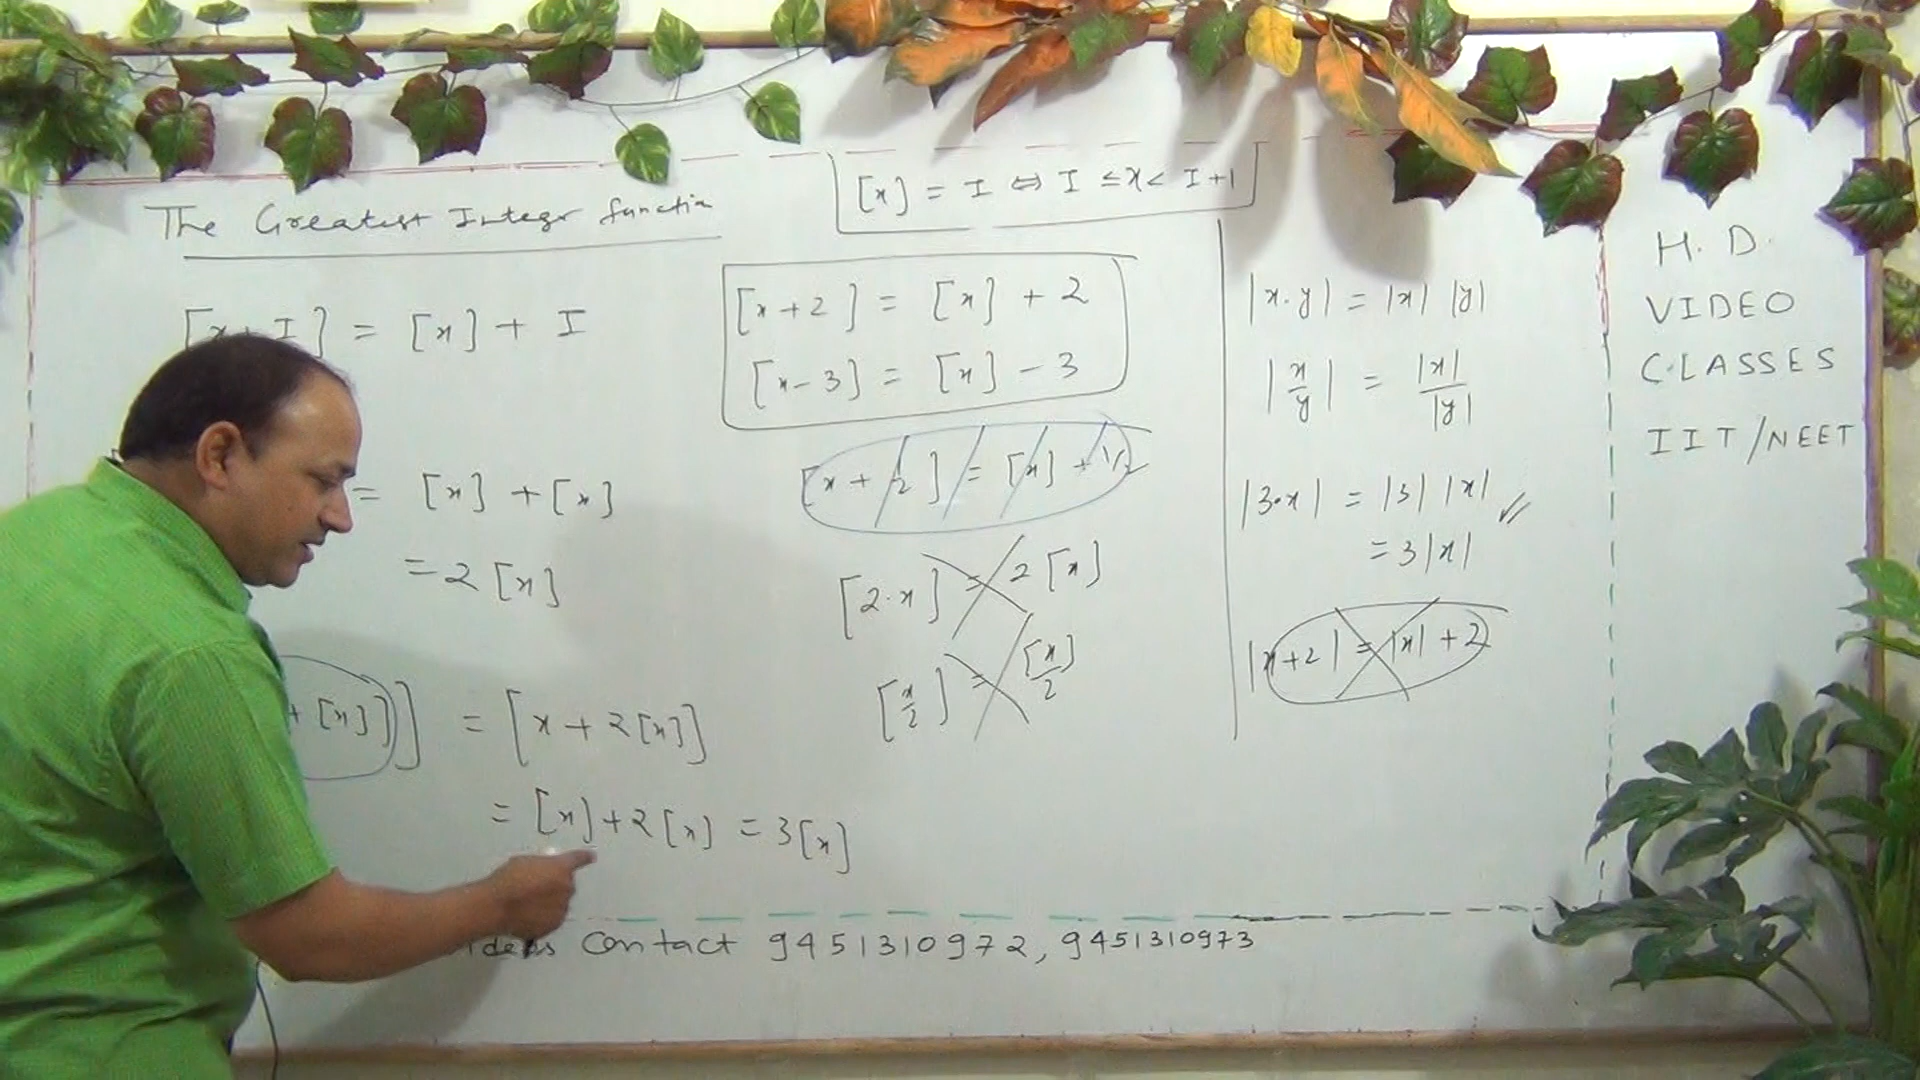 The Greatest Integer function
[x] = I ⇔ I ≤ x < I+1
[x + I] = [x] + I
= [x] + [x]
= 2 [x]
+ [x]]] = [x + 2[x]]
= [x] + 2[x] = 3[x]
[x+2] = [x] + 2
[x-3] = [x] - 3
[x + 1/2] = [x] + 1/2
[2·x] = 2 [x]
[x/2] = [x]/2
|x·y| = |x| |y|
|x/y| = |x|/|y|
|3·x| = |3| |x| ✓
= 3|x|
|x+2| = |x| + 2
H. D.
VIDEO
CLASSES
IIT/NEET
Contact 9451310972, 9451310973